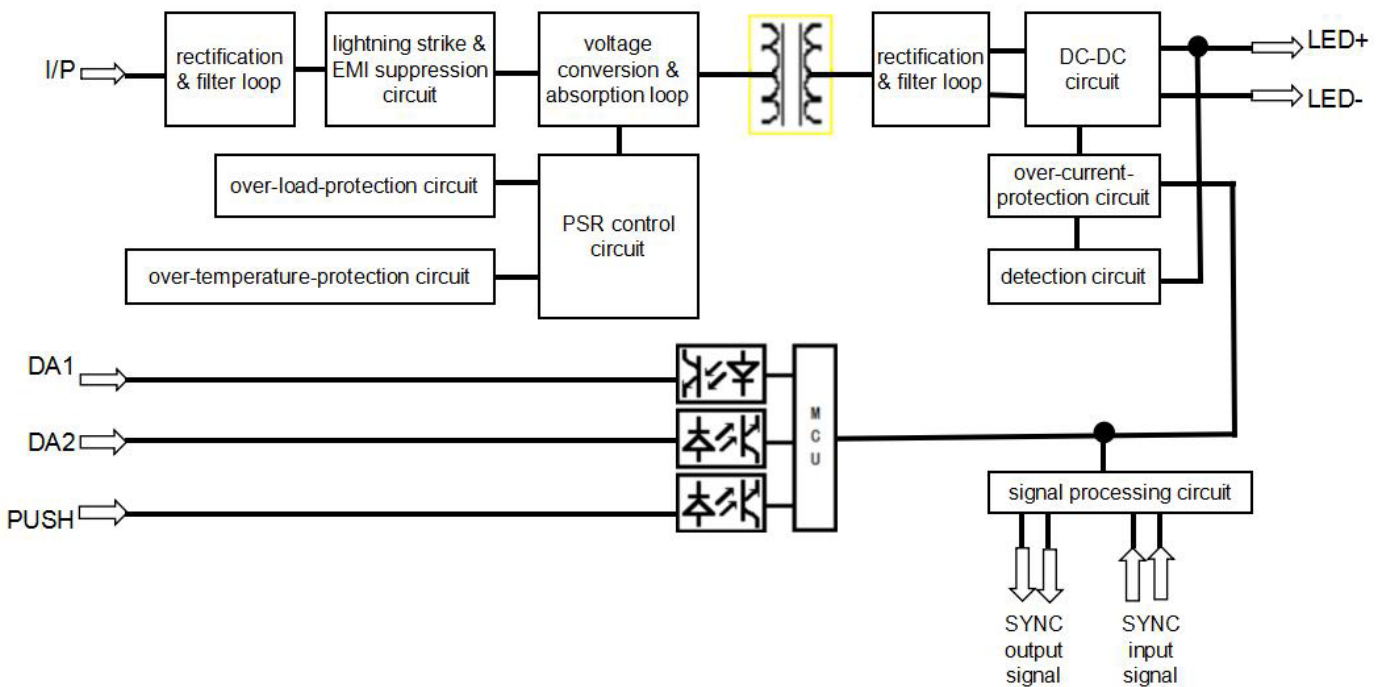 I/P
rectification
& filter loop
lightning strike &
EMI suppression
circuit
voltage
conversion &
absorption loop
rectification
& filter loop
DC-DC
circuit
LED+
LED-
over-load-protection circuit
over-temperature-protection circuit
PSR control
circuit
over-current-
protection circuit
detection circuit
DA1
DA2
PUSH
M
C
U
signal processing circuit
SYNC
output
signal
SYNC
input
signal